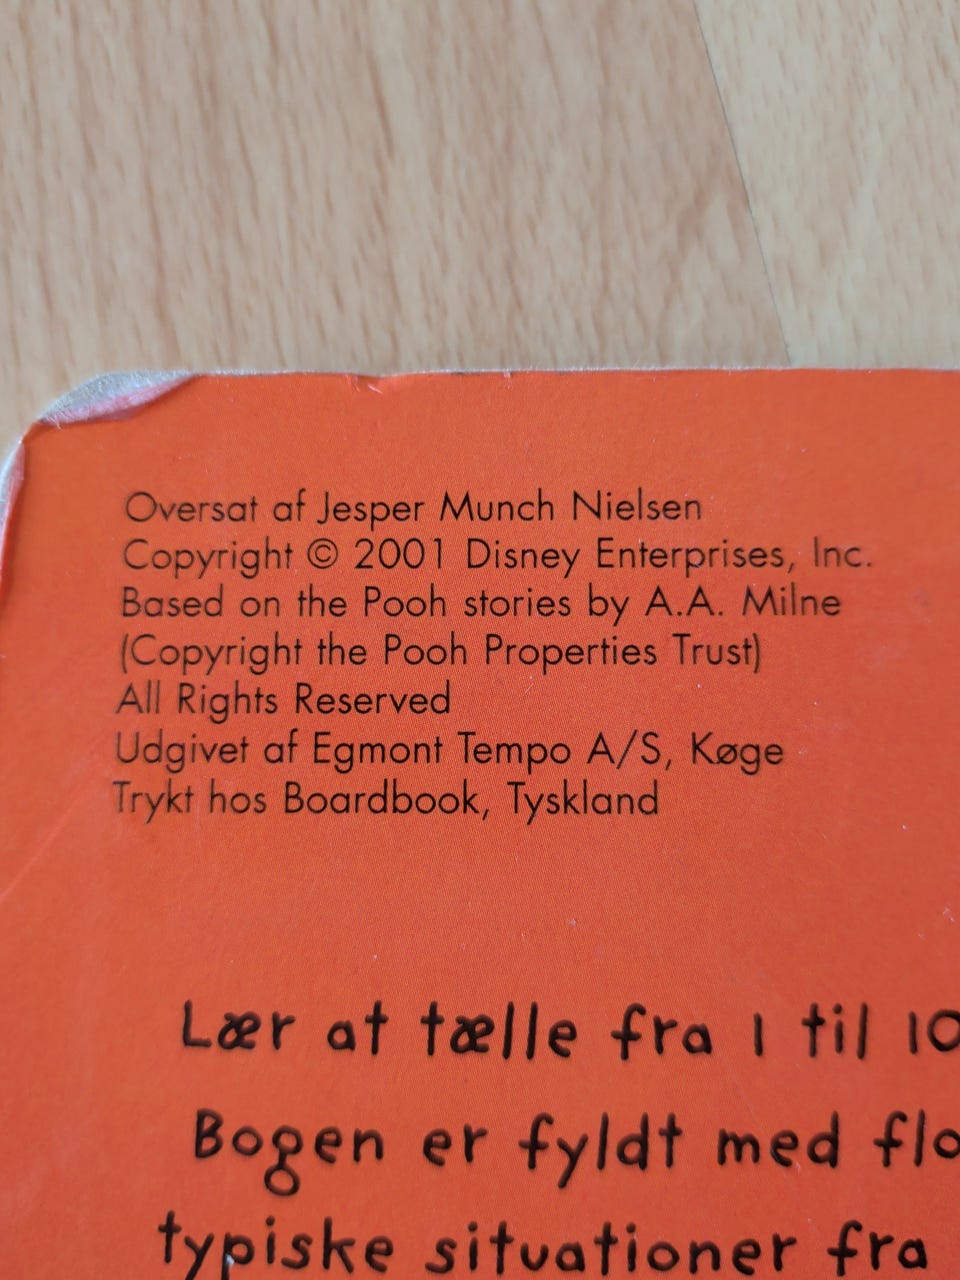 Oversat af Jesper Munch Nielsen
Copyright © 2001 Disney Enterprises, Inc.
Based on the Pooh stories by A.A. Milne
(Copyright the Pooh Properties Trust)
All Rights Reserved
Udgivet af Egmont Tempo A/S, Køge
Trykt hos Boardbook, Tyskland
Lær at tælle fra 1 til 10
Bogen er fyldt med
typiske situationer fra